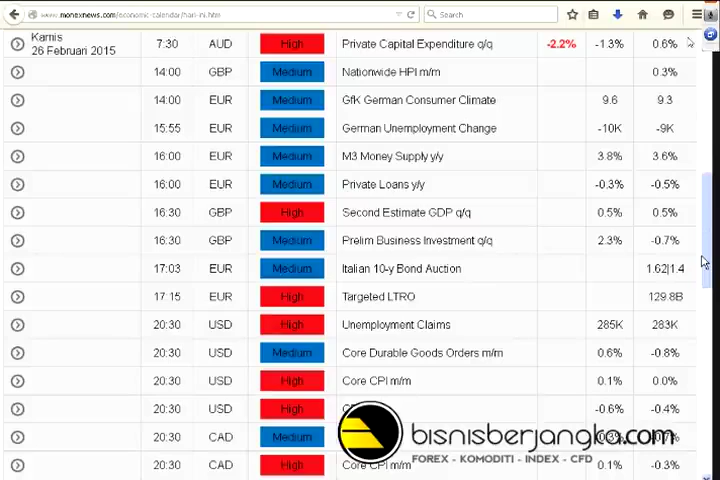 www.monexnews.com/economic-calendar/hari-ini.htm Search
Kamis
26 Februari 2015 7:30 AUD High Private Capital Expenditure q/q -2.2% -1.3% 0.6%
14:00 GBP Medium Nationwide HPI m/m 0.3%
14:00 EUR Medium GfK German Consumer Climate 9.6 9.3
15:55 EUR Medium German Unemployment Change -10K -9K
16:00 EUR Medium M3 Money Supply y/y 3.8% 3.6%
16:00 EUR Medium Private Loans y/y -0.3% -0.5%
16:30 GBP High Second Estimate GDP q/q 0.5% 0.5%
16:30 GBP Medium Prelim Business Investment q/q 2.3% -0.7%
17:03 EUR Medium Italian 10-y Bond Auction 1.62|1.4
17:15 EUR High Targeted LTRO 129.8B
20:30 USD High Unemployment Claims 285K 283K
20:30 USD Medium Core Durable Goods Orders m/m 0.6% -0.8%
20:30 USD High Core CPI m/m 0.1% 0.0%
20:30 USD High -0.6% -0.4%
20:30 CAD Medium
bisnisberjangka.com
FOREX - KOMODITI - INDEX - CFD
20:30 CAD High Core CPI m/m 0.1% -0.3%